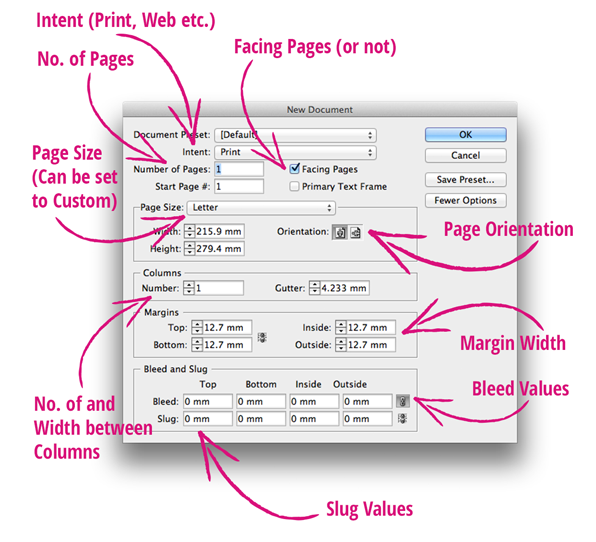 Intent (Print, Web etc.)
Facing Pages (or not)
No. of Pages
New Document
Document Preset: [Default]
OK
Intent: Print
Cancel
Page Size
(Can be set
to Custom)
Number of Pages: 1
Facing Pages
Save Preset...
Start Page #: 1
Primary Text Frame
Fewer Options
Page Size: Letter
Width: 215.9 mm
Orientation:
Page Orientation
Height: 279.4 mm
Columns
Number: 1
Gutter: 4.233 mm
Margins
Top: 12.7 mm
Inside: 12.7 mm
Bottom: 12.7 mm
Outside: 12.7 mm
Margin Width
Bleed and Slug
Top Bottom Inside Outside
Bleed Values
Bleed: 0 mm 0 mm 0 mm 0 mm
Slug: 0 mm 0 mm 0 mm 0 mm
No. of and
Width between
Columns
Slug Values